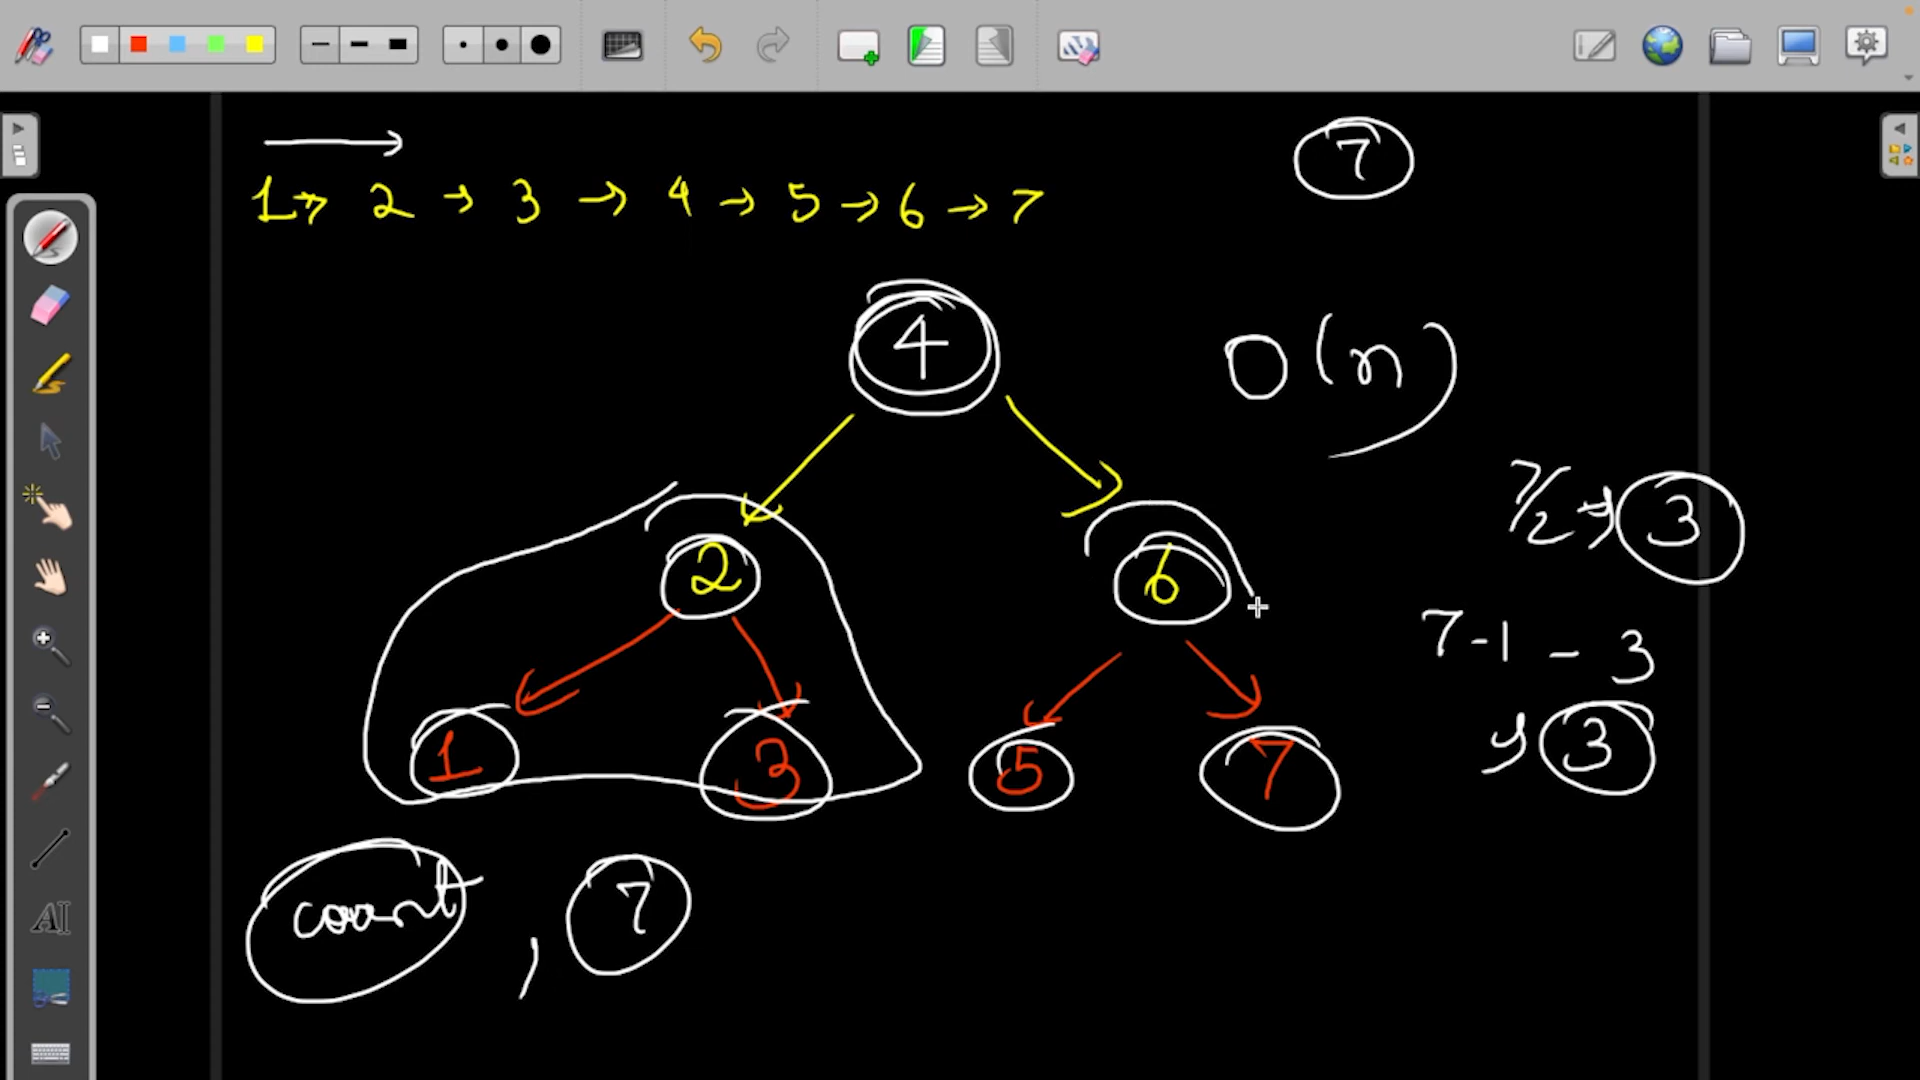 1 → 2 → 3 → 4 → 5 → 6 → 7
7
4
O(n)
7/2 → 3
2
6
7-1 - 3
→ 3
1
3
5
7
count , 7
AI